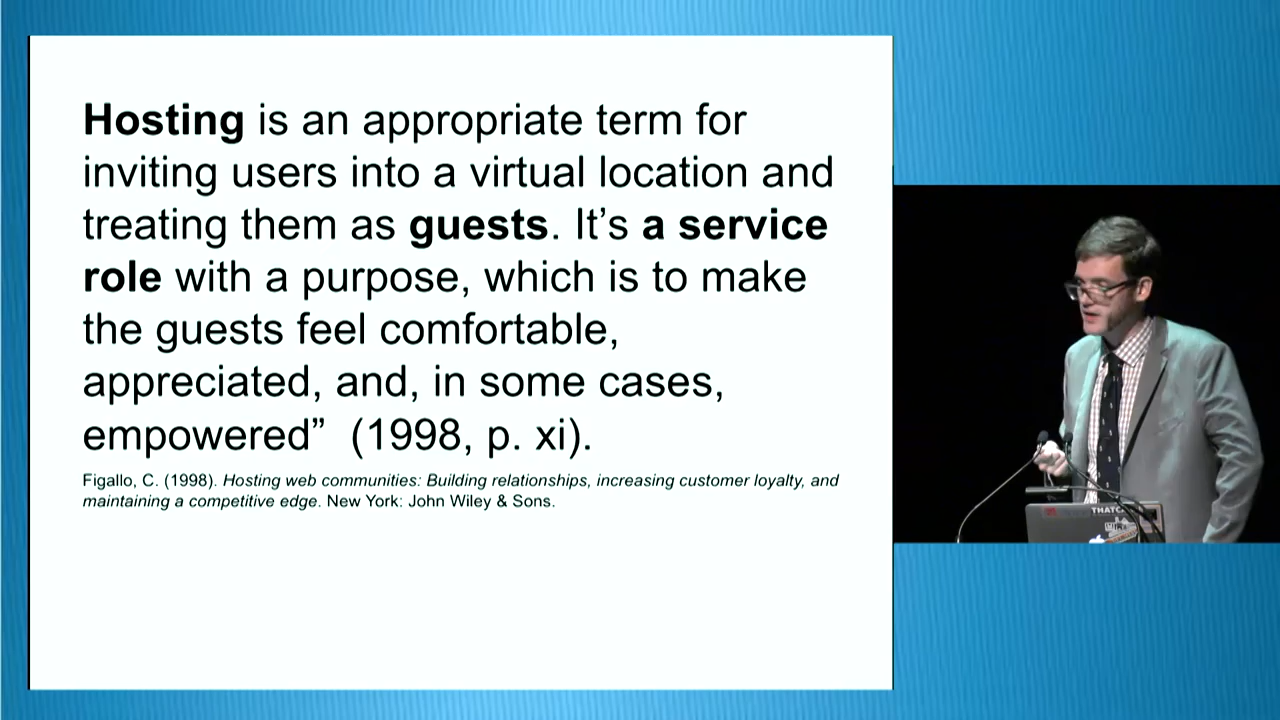 Hosting is an appropriate term for
inviting users into a virtual location and
treating them as guests. It’s a service
role with a purpose, which is to make
the guests feel comfortable,
appreciated, and, in some cases,
empowered”  (1998, p. xi).
Figallo, C. (1998). Hosting web communities: Building relationships, increasing customer loyalty, and
maintaining a competitive edge. New York: John Wiley & Sons.